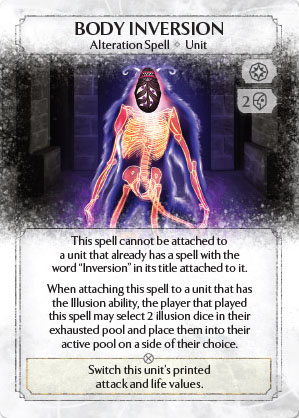 BODY INVERSION
Alteration Spell Unit
2
This spell cannot be attached to
a unit that already has a spell with the
word “Inversion” in its title attached to it.
When attaching this spell to a unit that has
the Illusion ability, the player that played
this spell may select 2 illusion dice in their
exhausted pool and place them into their
active pool on a side of their choice.
Switch this unit's printed
attack and life values.